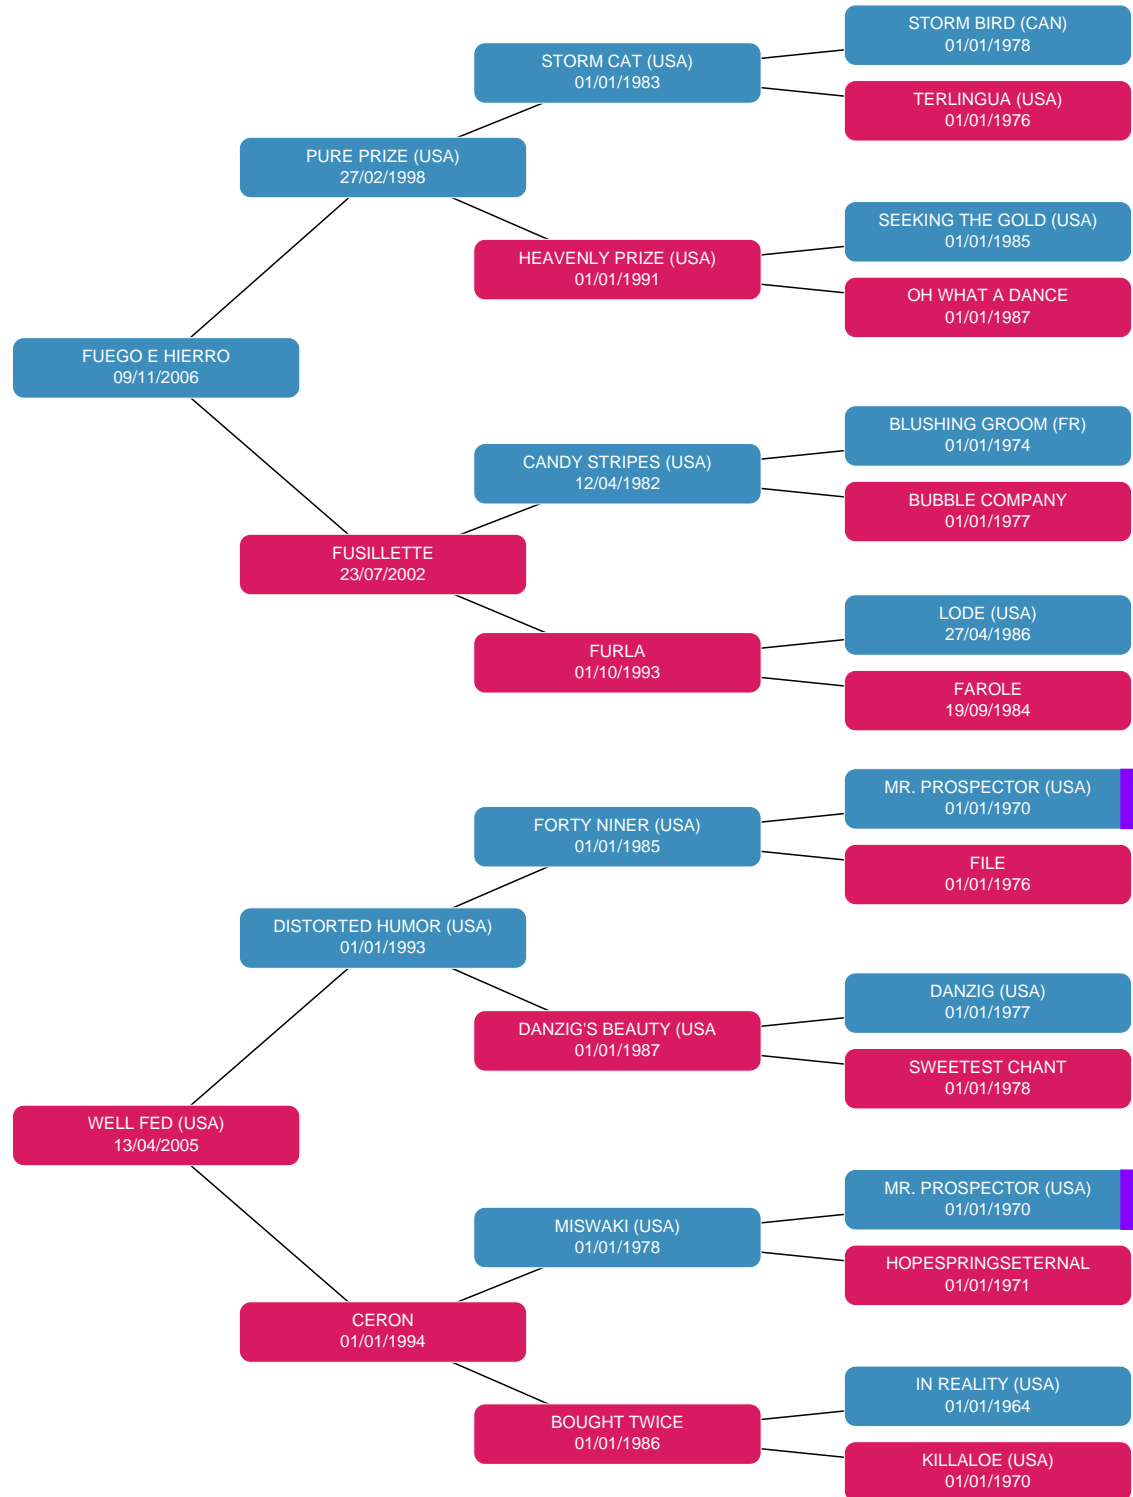 STORM BIRD (CAN)
01/01/1978
STORM CAT (USA)
01/01/1983
TERLINGUA (USA)
01/01/1976
PURE PRIZE (USA)
27/02/1998
SEEKING THE GOLD (USA)
01/01/1985
HEAVENLY PRIZE (USA)
01/01/1991
OH WHAT A DANCE
01/01/1987
FUEGO E HIERRO
09/11/2006
BLUSHING GROOM (FR)
01/01/1974
CANDY STRIPES (USA)
12/04/1982
BUBBLE COMPANY
01/01/1977
FUSILLETTE
23/07/2002
LODE (USA)
27/04/1986
FURLA
01/10/1993
FAROLE
19/09/1984
MR. PROSPECTOR (USA)
01/01/1970
FORTY NINER (USA)
01/01/1985
FILE
01/01/1976
DISTORTED HUMOR (USA)
01/01/1993
DANZIG (USA)
01/01/1977
DANZIG'S BEAUTY (USA
01/01/1987
SWEETEST CHANT
01/01/1978
WELL FED (USA)
13/04/2005
MR. PROSPECTOR (USA)
01/01/1970
MISWAKI (USA)
01/01/1978
HOPESPRINGSETERNAL
01/01/1971
CERON
01/01/1994
IN REALITY (USA)
01/01/1964
BOUGHT TWICE
01/01/1986
KILLALOE (USA)
01/01/1970